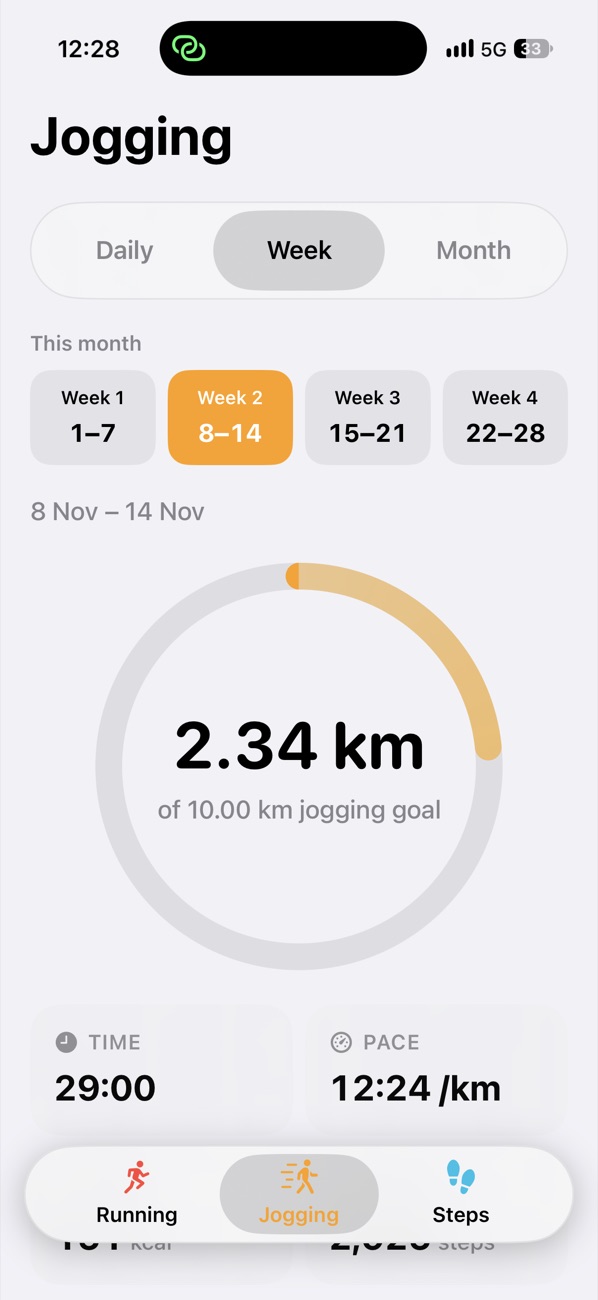 12:28
5G 33
Jogging
Daily Week Month
This month
Week 1 Week 2 Week 3 Week 4
1–7 8–14 15–21 22–28
8 Nov – 14 Nov
2.34 km
of 10.00 km jogging goal
TIME PACE
29:00 12:24 /km
Running Jogging Steps
kcal steps